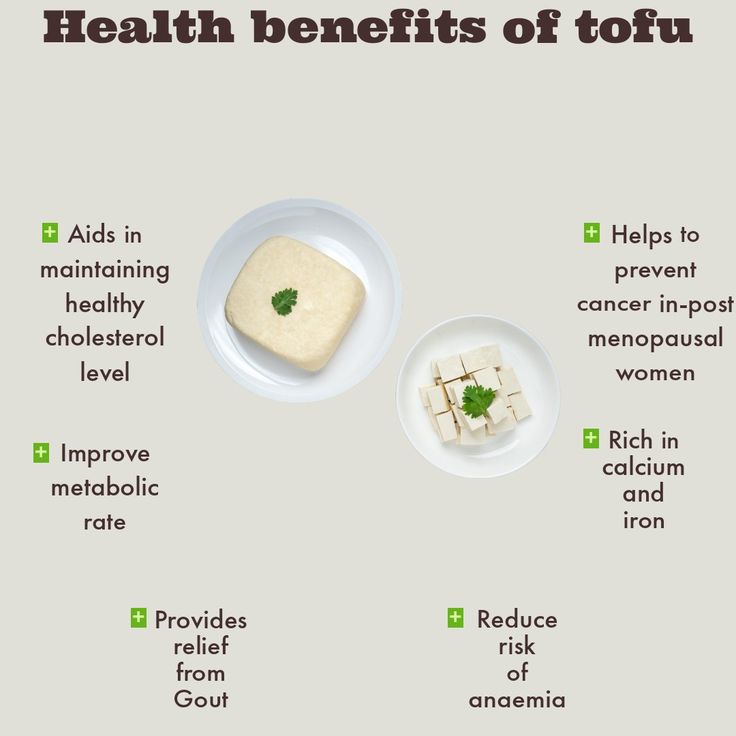 Health benefits of tofu
Aids in
maintaining
healthy
cholesterol
level
Helps to
prevent
cancer in-post
menopausal
women
Improve
metabolic
rate
Rich in
calcium
and
iron
Provides
relief
from
Gout
Reduce
risk
of
anaemia